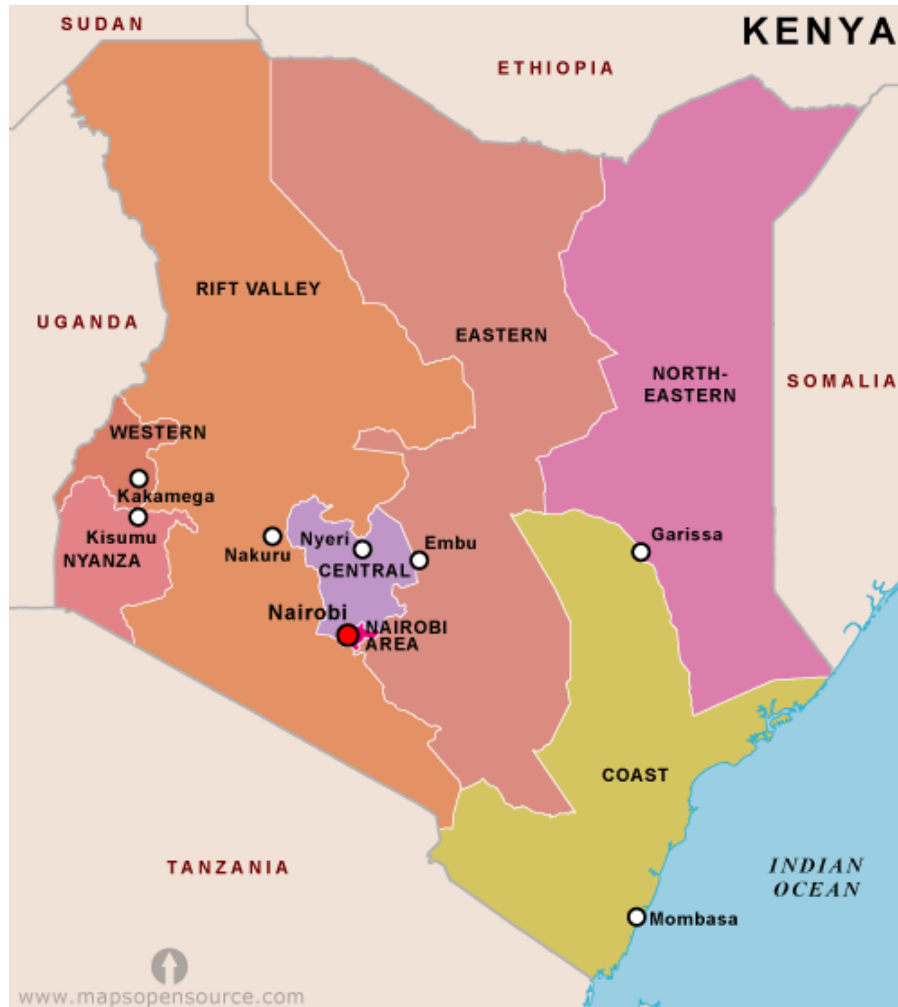 SUDAN
KENYA
ETHIOPIA
RIFT VALLEY
UGANDA
EASTERN
NORTH-
EASTERN
SOMALIA
WESTERN
Kakamega
Kisumu
NYANZA
Nakuru
Nyeri
CENTRAL
Embu
Garissa
Nairobi
NAIROBI
AREA
COAST
TANZANIA
INDIAN
OCEAN
Mombasa
www.mapsopensource.com